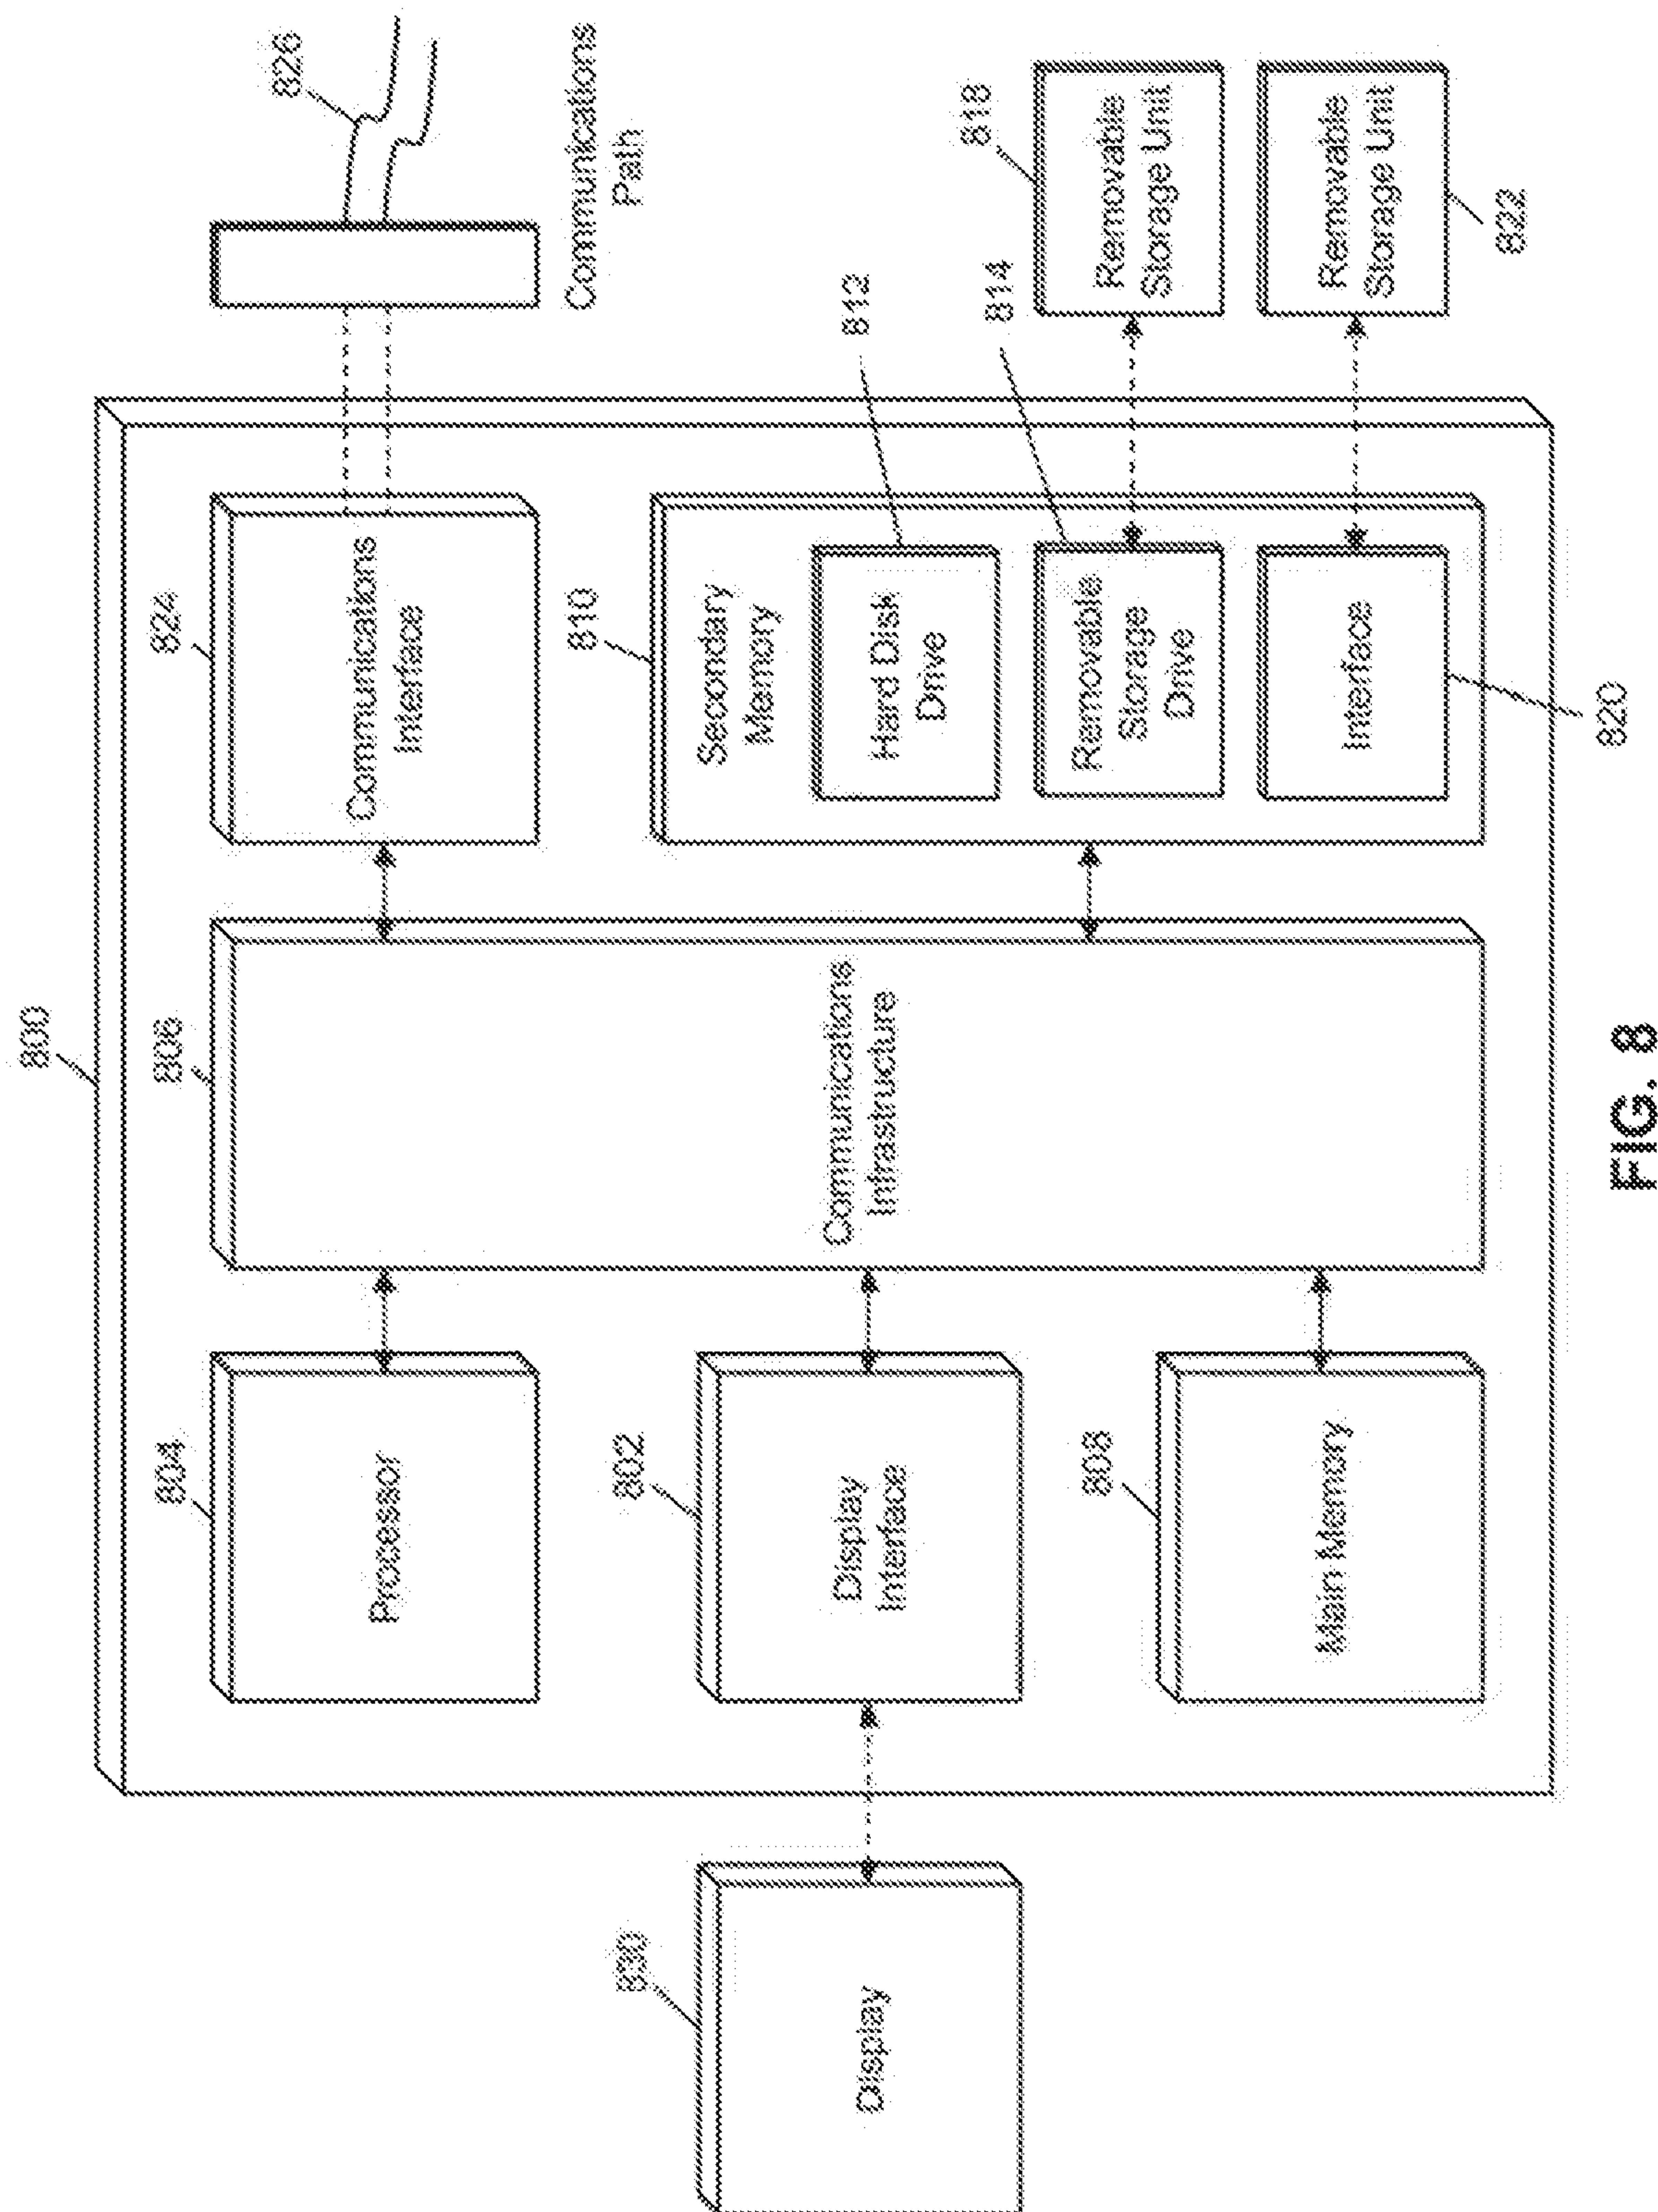 800
804
806
824
826
Processor
Communications
Interface
Communications
Path
830
802
810
Display
Display
Interface
Communications
Infrastructure
Secondary
Memory
812
Hard Disk
Drive
808
814
818
Main Memory
Removable
Storage
Drive
Removable
Storage Unit
Interface
Removable
Storage Unit
820
822
FIG. 8